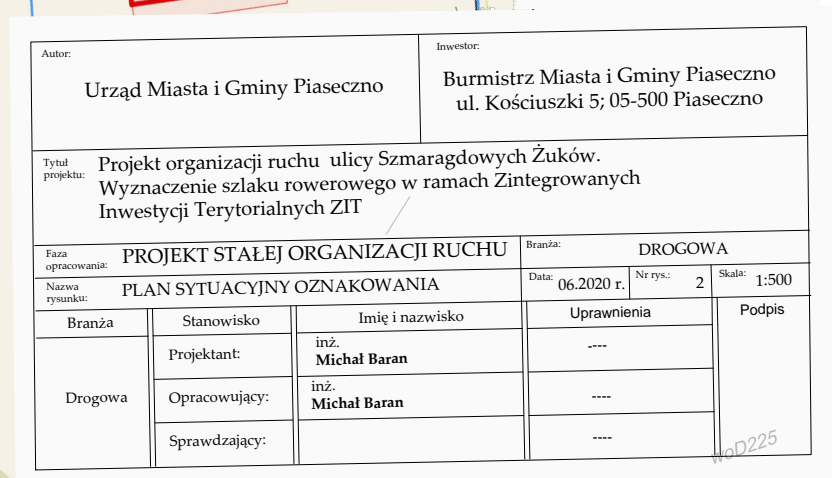 Autor:
Urząd Miasta i Gminy Piaseczno
Inwestor:
Burmistrz Miasta i Gminy Piaseczno
ul. Kościuszki 5; 05-500 Piaseczno
Tytuł
projektu:
Projekt organizacji ruchu ulicy Szmaragdowych Żuków.
Wyznaczenie szlaku rowerowego w ramach Zintegrowanych
Inwestycji Terytorialnych ZIT
Faza
opracowania:
PROJEKT STAŁEJ ORGANIZACJI RUCHU
Branża:
DROGOWA
Nazwa
rysunku:
PLAN SYTUACYJNY OZNAKOWANIA
Data: 06.2020 r.
Nr rys.: 2
Skala: 1:500
Branża Stanowisko Imię i nazwisko Uprawnienia Podpis
Drogowa
Projektant:
inż.
Michał Baran
----
Opracowujący:
inż.
Michał Baran
----
Sprawdzający:
----
woD225